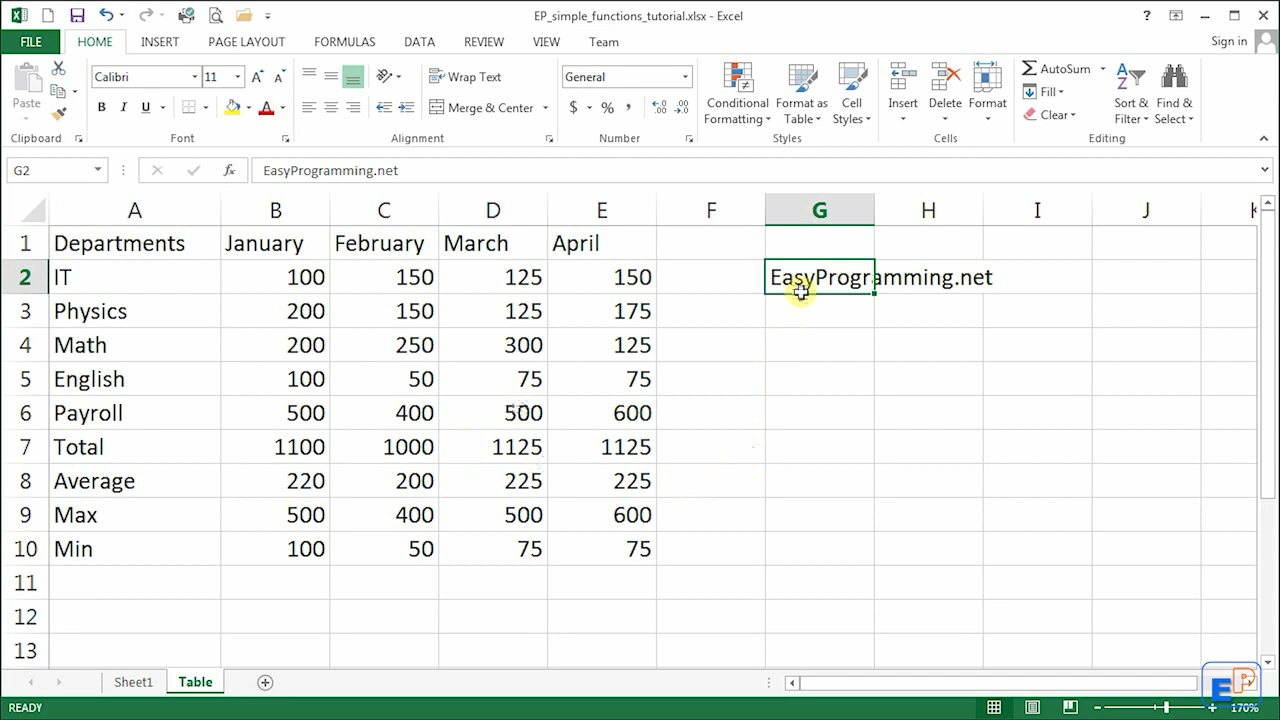 EP_simple_functions_tutorial.xlsx - Excel
?
FILE HOME INSERT PAGE LAYOUT FORMULAS DATA REVIEW VIEW Team Sign in
Calibri 11 Wrap Text General AutoSum
Paste B I U Merge & Center $ % , Conditional Formatting Format as Table Cell Styles Insert Delete Format Fill Clear Sort & Filter Find & Select
Clipboard Font Alignment Number Styles Cells Editing
G2 fx EasyProgramming.net
A B C D E F G H I J K
1 Departments January February March April
2 IT 100 150 125 150 EasyProgramming.net
3 Physics 200 150 125 175
4 Math 200 250 300 125
5 English 100 50 75 75
6 Payroll 500 400 500 600
7 Total 1100 1000 1125 1125
8 Average 220 200 225 225
9 Max 500 400 500 600
10 Min 100 50 75 75
11
12
13
Sheet1 Table
EP
READY 170%